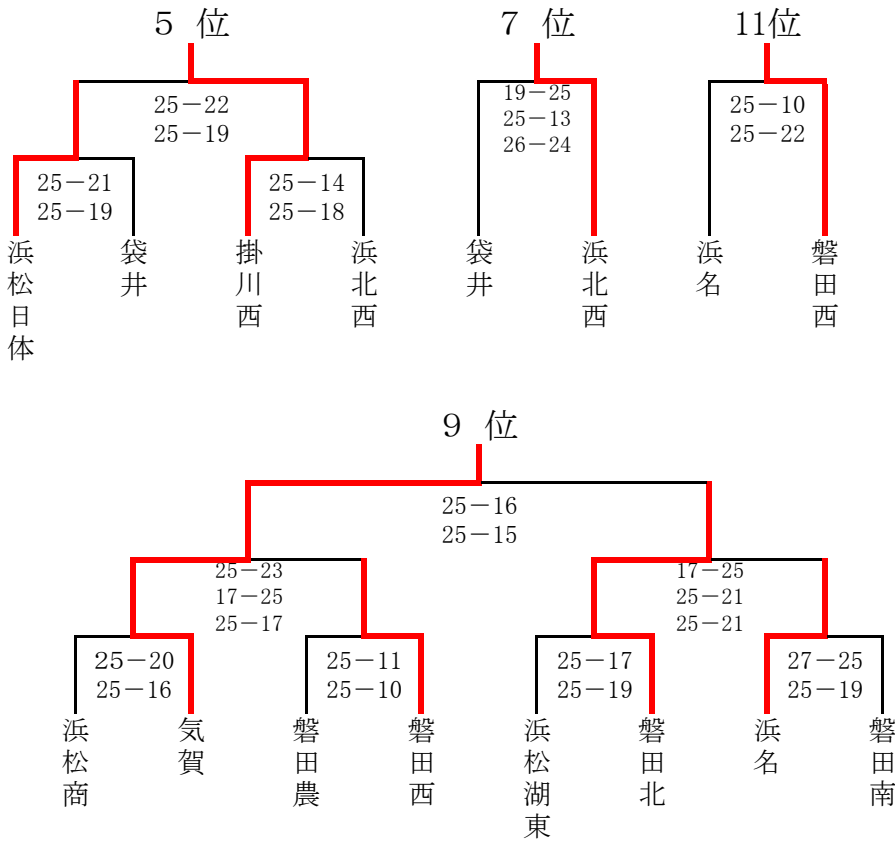 5 位
7 位
11位
25－22
25－19
19－25
25－13
26－24
25－10
25－22
25－21
25－19
25－14
25－18
浜松日体
袋井
掛川西
浜北西
袋井
浜北西
浜名
磐田西
9 位
25－16
25－15
25－23
17－25
25－17
17－25
25－21
25－21
25－20
25－16
25－11
25－10
25－17
25－19
27－25
25－19
浜松商
気賀
磐田農
磐田西
浜松湖東
磐田北
浜名
磐田南